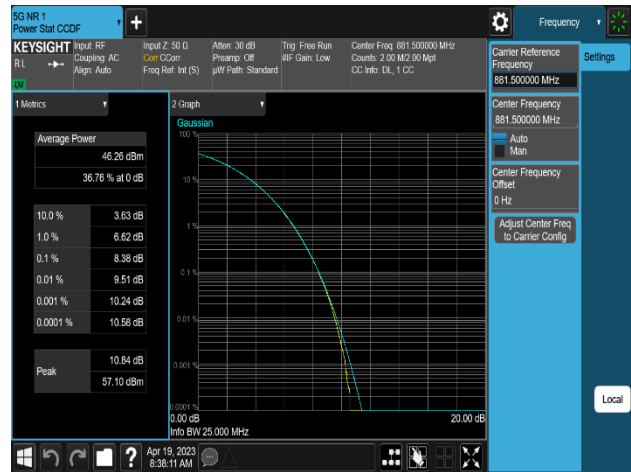 5G NR 1
Power Stat CCDF
Frequency
KEYSIGHT
RL
LM
Input: RF
Coupling: AC
Align: Auto
Input Z: 50 Ω
Corr CCorr
Freq Ref: Int (S)
Atten: 30 dB
Preamp: Off
µW Path: Standard
Trig: Free Run
#IF Gain: Low
Center Freq: 881.500000 MHz
Counts: 2.00 M/2.00 Mpt
CC Info: DL, 1 CC
1 Metrics
Average Power
46.26 dBm
36.76 % at 0 dB
10.0 % 3.63 dB
1.0 % 6.62 dB
0.1 % 8.38 dB
0.01 % 9.51 dB
0.001 % 10.24 dB
0.0001 % 10.58 dB
Peak
10.84 dB
57.10 dBm
2 Graph
Gaussian
100 %
10 %
1 %
0.1 %
0.01 %
0.001 %
0.0001 %
0.00 dB
20.00 dB
Info BW 25.000 MHz
Carrier Reference
Frequency
881.500000 MHz
Center Frequency
881.500000 MHz
Auto
Man
Center Frequency
Offset
0 Hz
Adjust Center Freq
to Carrier Config
Settings
Local
?
Apr 19, 2023
8:38:11 AM